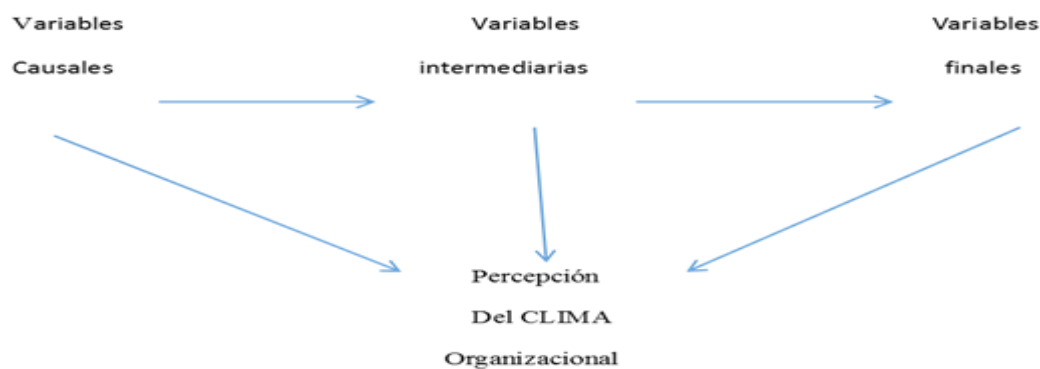 Variables
Causales
Variables
intermediarias
Variables
finales
Percepción
Del CLIMA
Organizacional